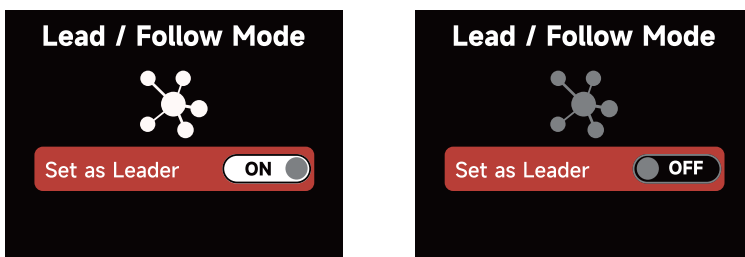 Lead / Follow Mode
Set as Leader ON
Lead / Follow Mode
Set as Leader OFF